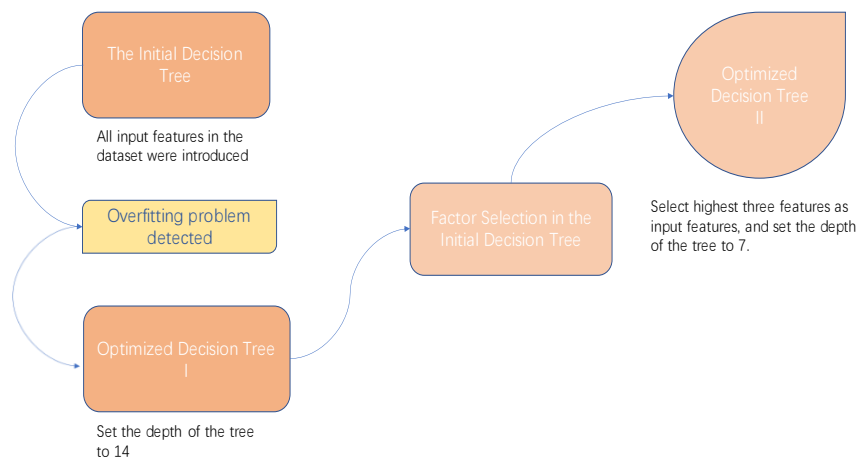 The Initial Decision
Tree
All input features in the
dataset were introduced
Overfitting problem
detected
Optimized Decision Tree
I
Set the depth of the tree
to 14
Factor Selection in the
Initial Decision Tree
Optimized
Decision Tree
II
Select highest three features as
input features, and set the depth
of the tree to 7.